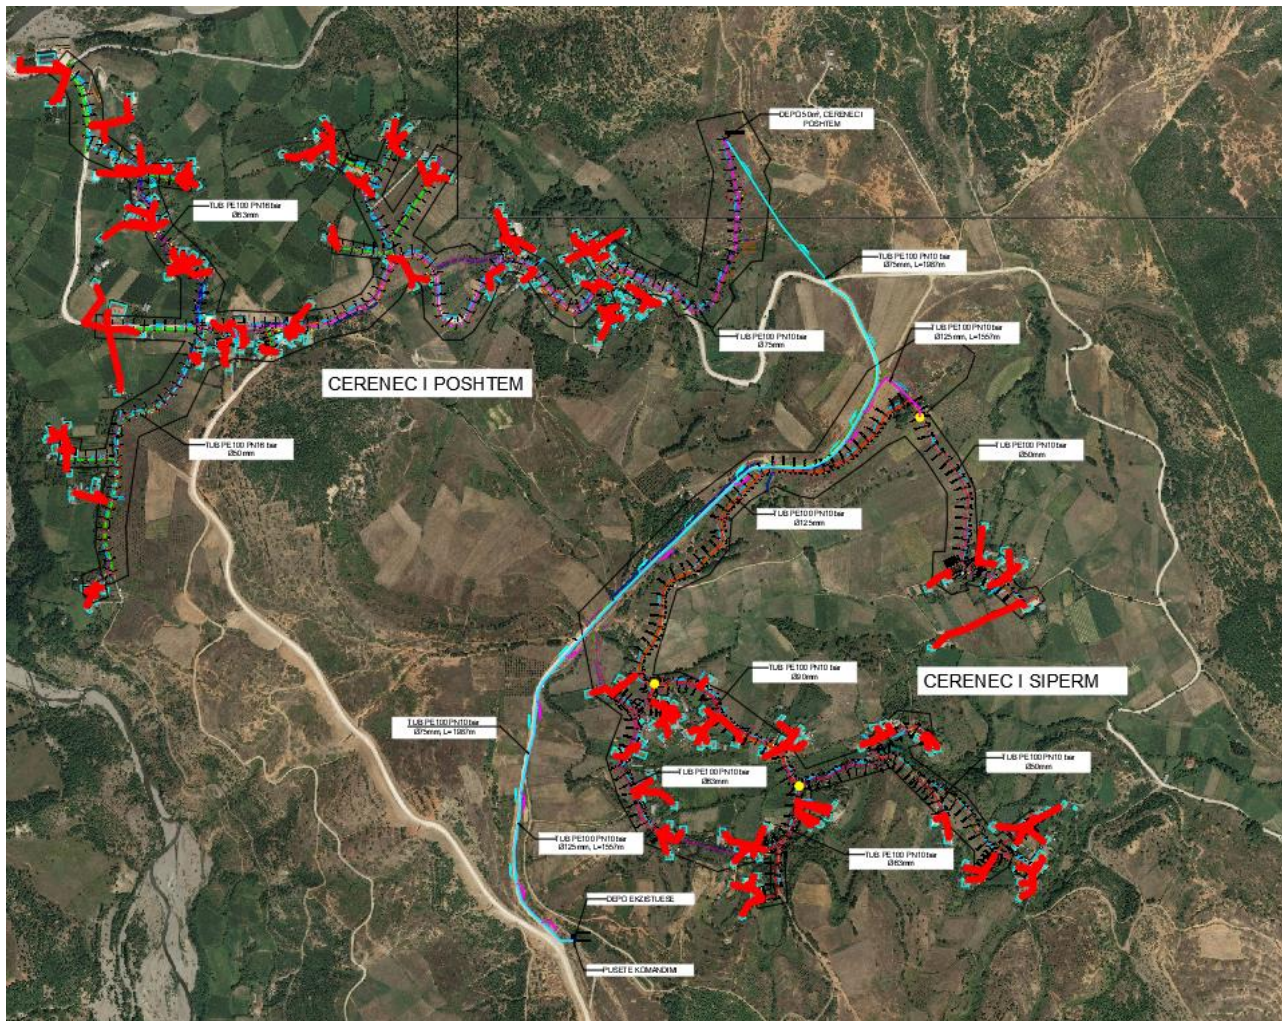 DEPO 50m³, CERENEC I
POSHTEM
TUB PE100 PN16 bar
Ø63mm
TUB PE100 PN10 bar
Ø75mm, L=1987m
TUB PE100 PN10 bar
Ø125mm, L=1557m
TUB PE100 PN10 bar
Ø75mm
CERENEC I POSHTEM
TUB PE100 PN16 bar
Ø50mm
TUB PE100 PN10 bar
Ø50mm
TUB PE100 PN10 bar
Ø125mm
TUB PE100 PN10 bar
Ø90mm
CERENEC I SIPERM
TUB PE100 PN10 bar
Ø75mm, L=1987m
TUB PE100 PN10 bar
Ø63mm
TUB PE100 PN10 bar
Ø50mm
TUB PE100 PN10 bar
Ø125mm, L=1557m
TUB PE100 PN10 bar
Ø63mm
DEPO EKZISTUESE
PUSETE KOMANDIMI